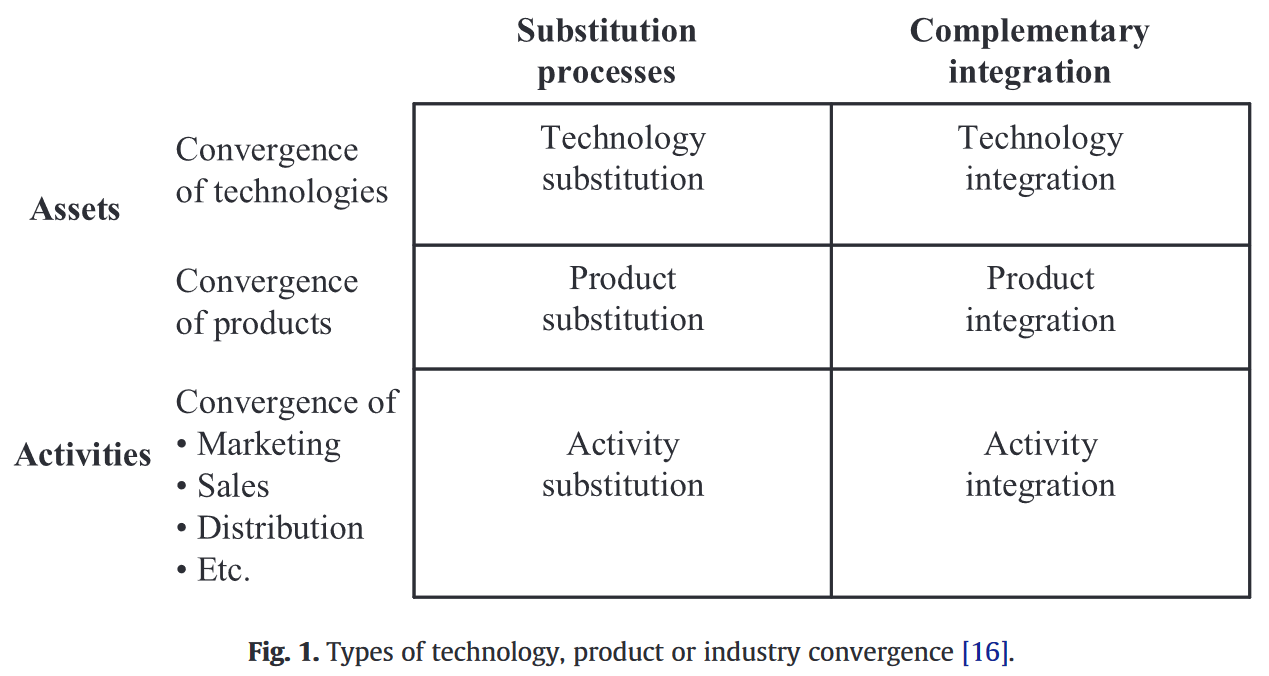 Substitution
processes
Complementary
integration
Assets
Convergence
of technologies
Technology
substitution
Technology
integration
Convergence
of products
Product
substitution
Product
integration
Activities
Convergence of
• Marketing
• Sales
• Distribution
• Etc.
Activity
substitution
Activity
integration
Fig. 1. Types of technology, product or industry convergence [16].